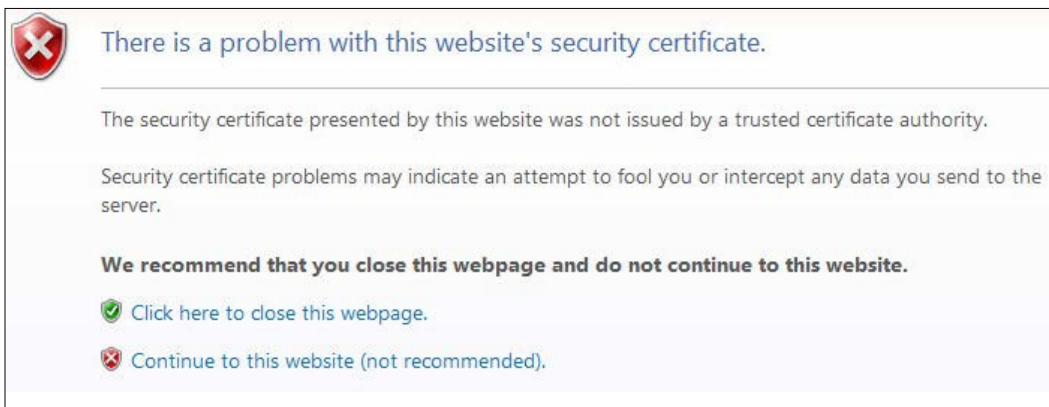 There is a problem with this website's security certificate.
The security certificate presented by this website was not issued by a trusted certificate authority.
Security certificate problems may indicate an attempt to fool you or intercept any data you send to the
server.
We recommend that you close this webpage and do not continue to this website.
Click here to close this webpage.
Continue to this website (not recommended).